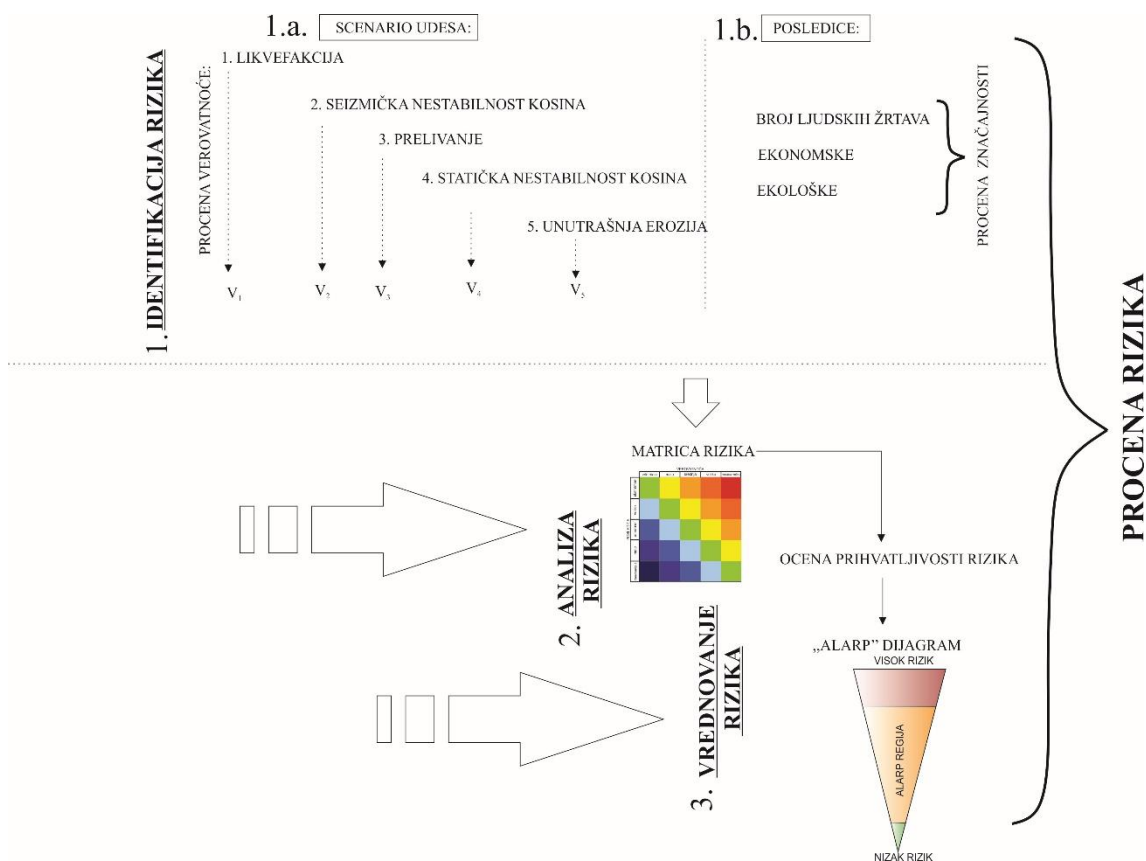 1.a. SCENARIO UDESA:
1.b. POSLEDICE:
1. IDENTIFIKACIJA RIZIKA
PROCENA VEROVATNOĆE:
1. LIKVEFAKCIJA
2. SEIZMIČKA NESTABILNOST KOSINA
3. PRELIVANJE
4. STATIČKA NESTABILNOST KOSINA
5. UNUTRAŠNJA EROZIJA
V₁ V₂ V₃ V₄ V₅
BROJ LJUDSKIH ŽRTAVA
EKONOMSKE
EKOLOŠKE
PROCENA ZNAČAJNOSTI
PROCENA RIZIKA
MATRICA RIZIKA
2. ANALIZA
RIZIKA
OCENA PRIHVATLJIVOSTI RIZIKA
3. VREDNOVANJE
RIZIKA
„ALARP” DIJAGRAM
VISOK RIZIK
ALARP REGIJA
NIZAK RIZIK